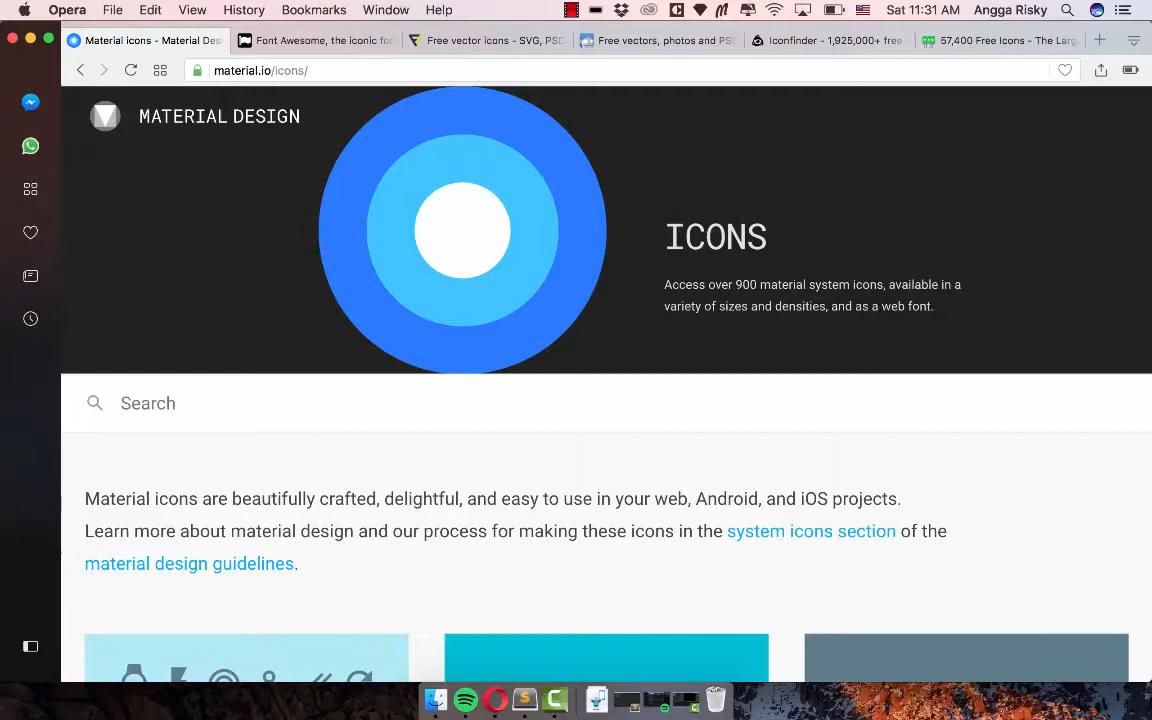 Opera File Edit View History Bookmarks Window Help Sat 11:31 AM Angga Risky
Material icons - Material Des Font Awesome, the iconic fon Free vector icons - SVG, PSD Free vectors, photos and PSD Iconfinder - 1,925,000+ free 57,400 Free Icons - The Larg
material.io/icons/
MATERIAL DESIGN
ICONS
Access over 900 material system icons, available in a
variety of sizes and densities, and as a web font.
Search
Material icons are beautifully crafted, delightful, and easy to use in your web, Android, and iOS projects.
Learn more about material design and our process for making these icons in the system icons section of the
material design guidelines.